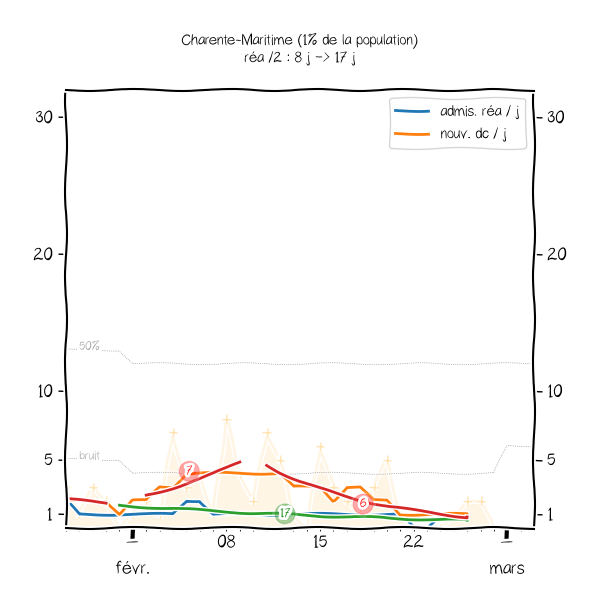 Charente-Maritime (1% de la population)
réa /2 : 8 j -> 17 j
admis. réa / j
nouv. dc / j
30
30
20
20
50%
10
10
7
5
bruit
5
6
17
1
1
08
15
22
févr.
mars